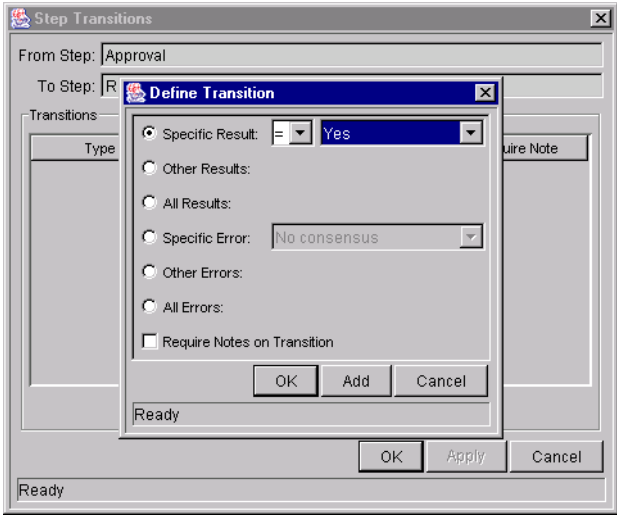 Step Transitions
From Step: Approval
To Step: R
Define Transition
Transitions
Specific Result: = Yes
Type
uire Note
Other Results:
All Results:
Specific Error: No consensus
Other Errors:
All Errors:
Require Notes on Transition
OK Add Cancel
Ready
OK Apply Cancel
Ready